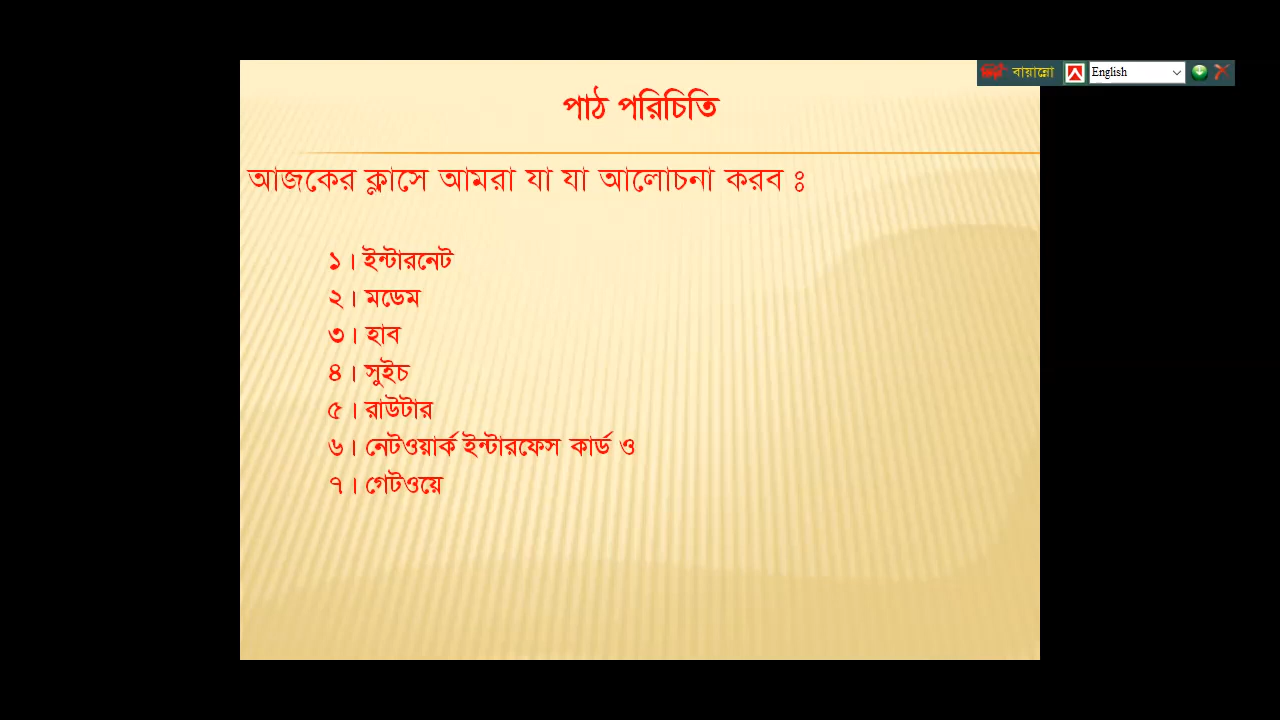 বায়ান্নো
English
পাঠ পরিচিতি
আজকের ক্লাসে আমরা যা যা আলোচনা করব ঃ
১। ইন্টারনেট
২। মডেম
৩। হাব
৪। সুইচ
৫। রাউটার
৬। নেটওয়ার্ক ইন্টারফেস কার্ড ও
৭। গেটওয়ে